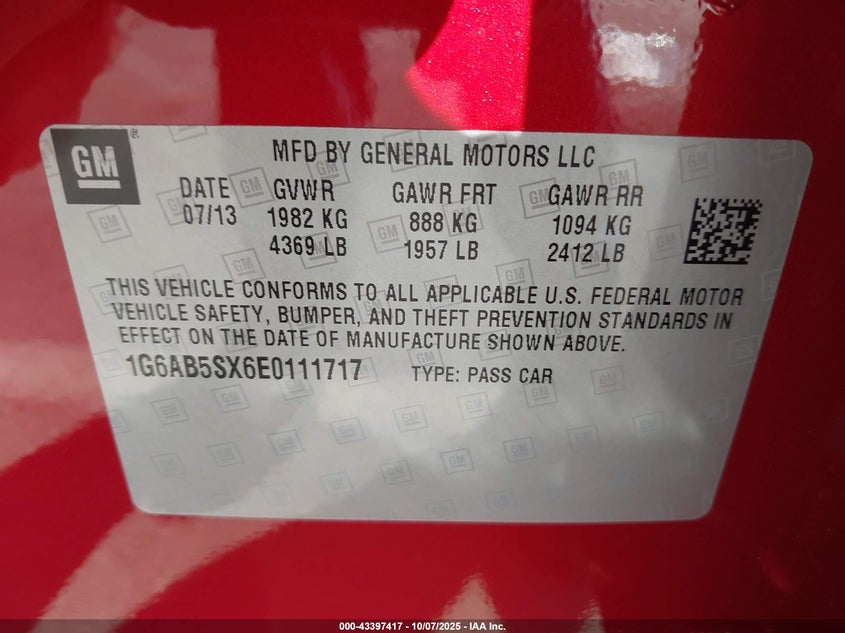 GM
MFD BY GENERAL MOTORS LLC
DATE GVWR GAWR FRT GAWR RR
07/13 1982 KG 888 KG 1094 KG
4369 LB 1957 LB 2412 LB
THIS VEHICLE CONFORMS TO ALL APPLICABLE U.S. FEDERAL MOTOR
VEHICLE SAFETY, BUMPER, AND THEFT PREVENTION STANDARDS IN
EFFECT ON THE DATE OF MANUFACTURE SHOWN ABOVE.
1G6AB5SX6E0111717 TYPE: PASS CAR
000-43397417 - 10/07/2025 - IAA Inc.